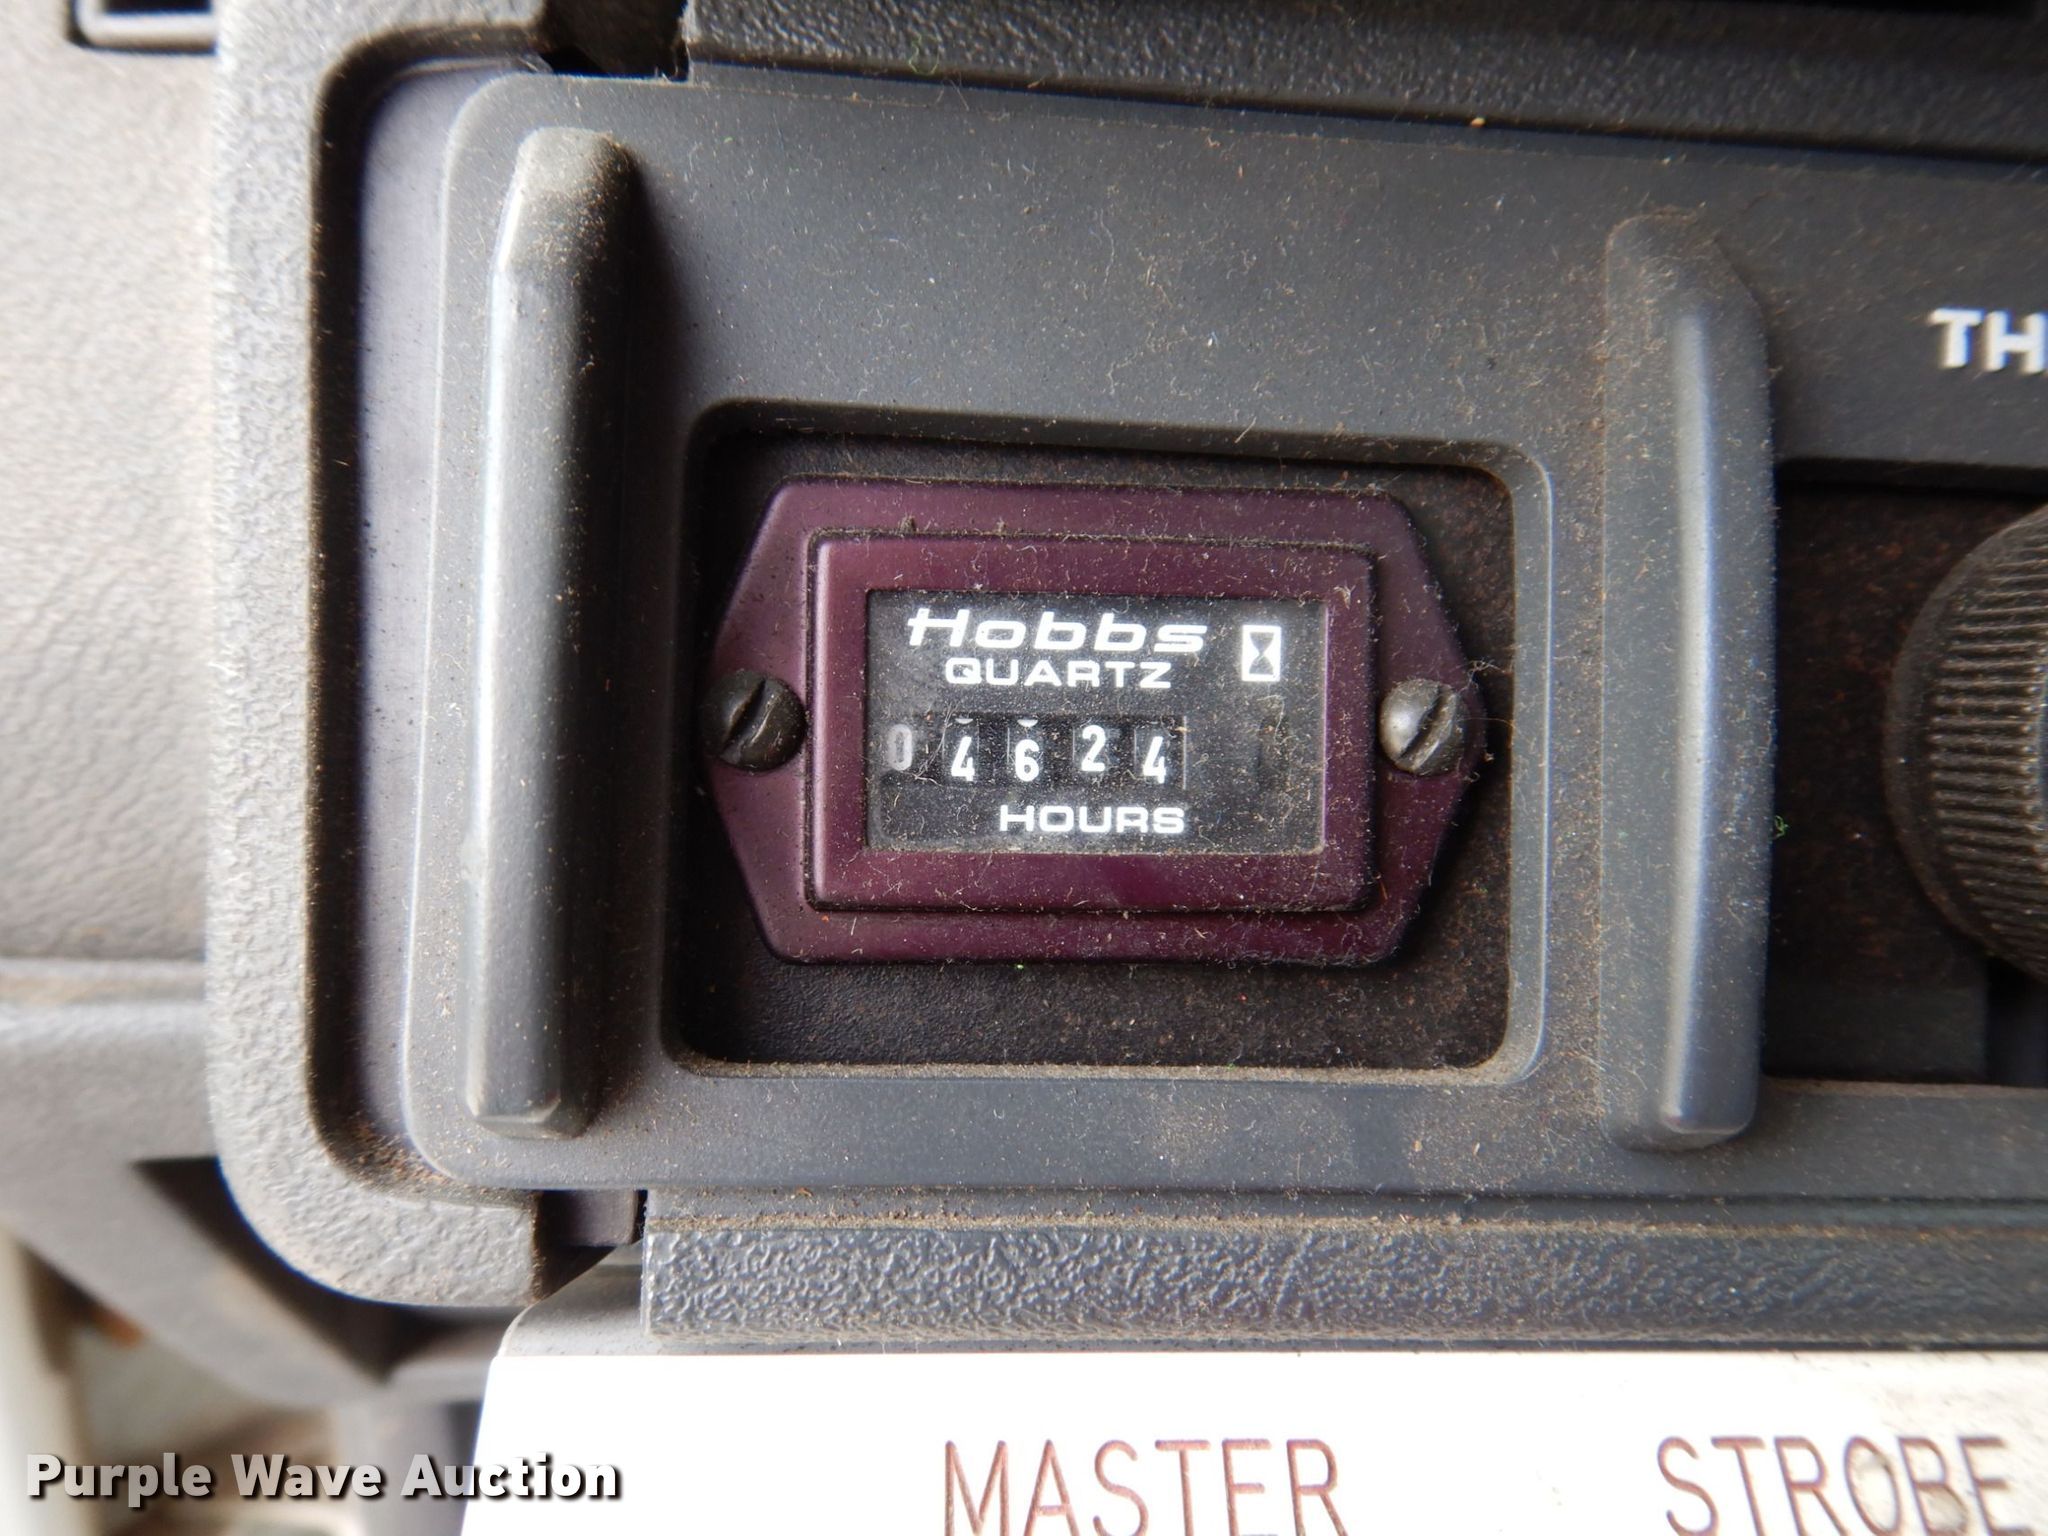 TH
Hobbs
QUARTZ
04624
HOURS
MASTER
STROBE
Purple Wave Auction